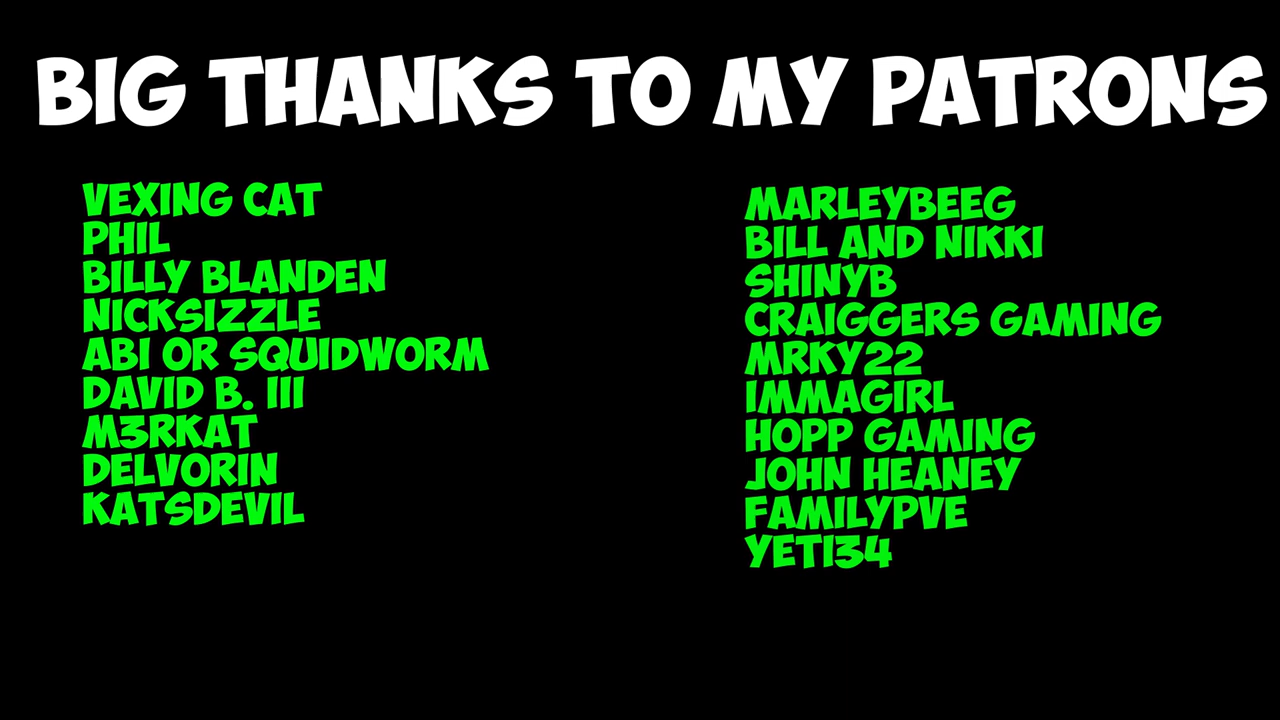 BIG THANKS TO MY PATRONS
VEXING CAT
PHIL
BILLY BLANDEN
NICKSIZZLE
ABI OR SQUIDWORM
DAVID B. III
M3RKAT
DELVORIN
KATSDEVIL
MARLEYBEEG
BILL AND NIKKI
SHINYB
CRAIGGERS GAMING
MRKY22
IMMAGIRL
HOPP GAMING
JOHN HEANEY
FAMILYPVE
YETI34